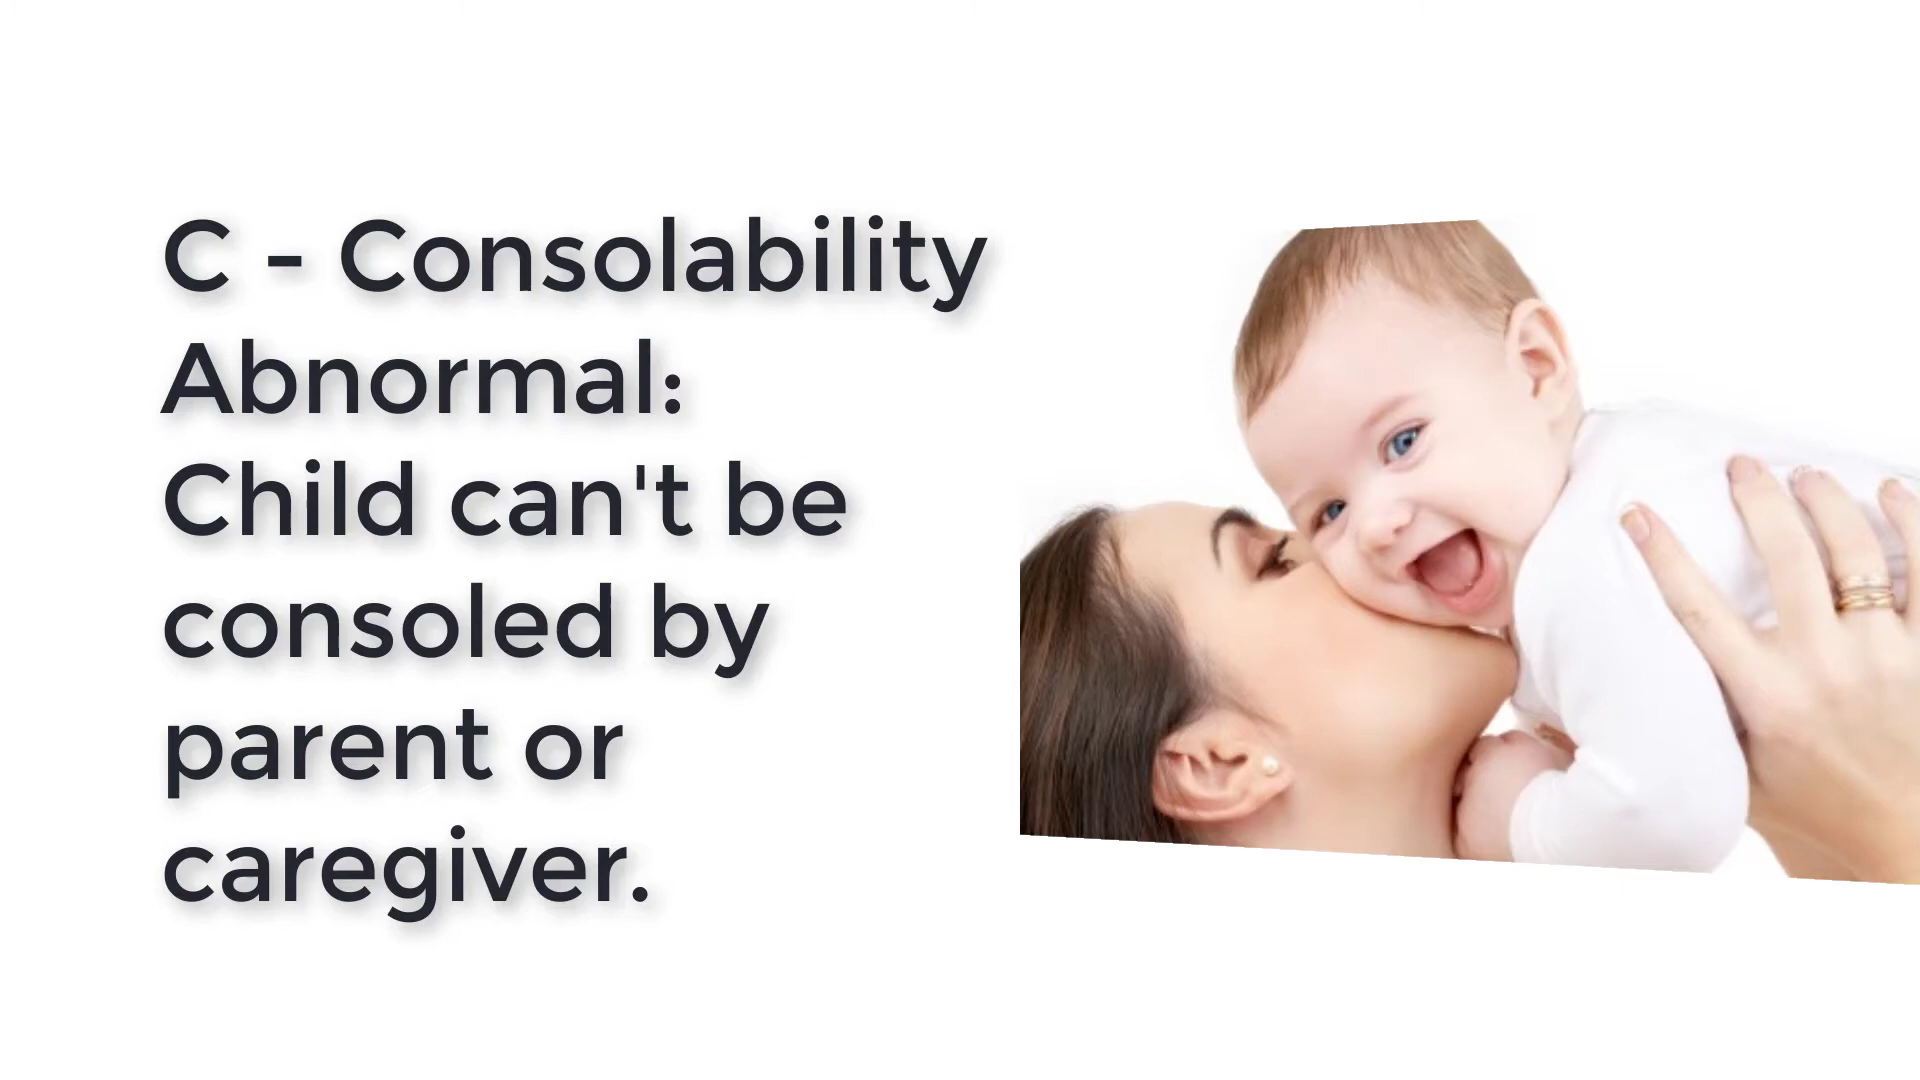 C - Consolability
Abnormal:
Child can't be
consoled by
parent or
caregiver.